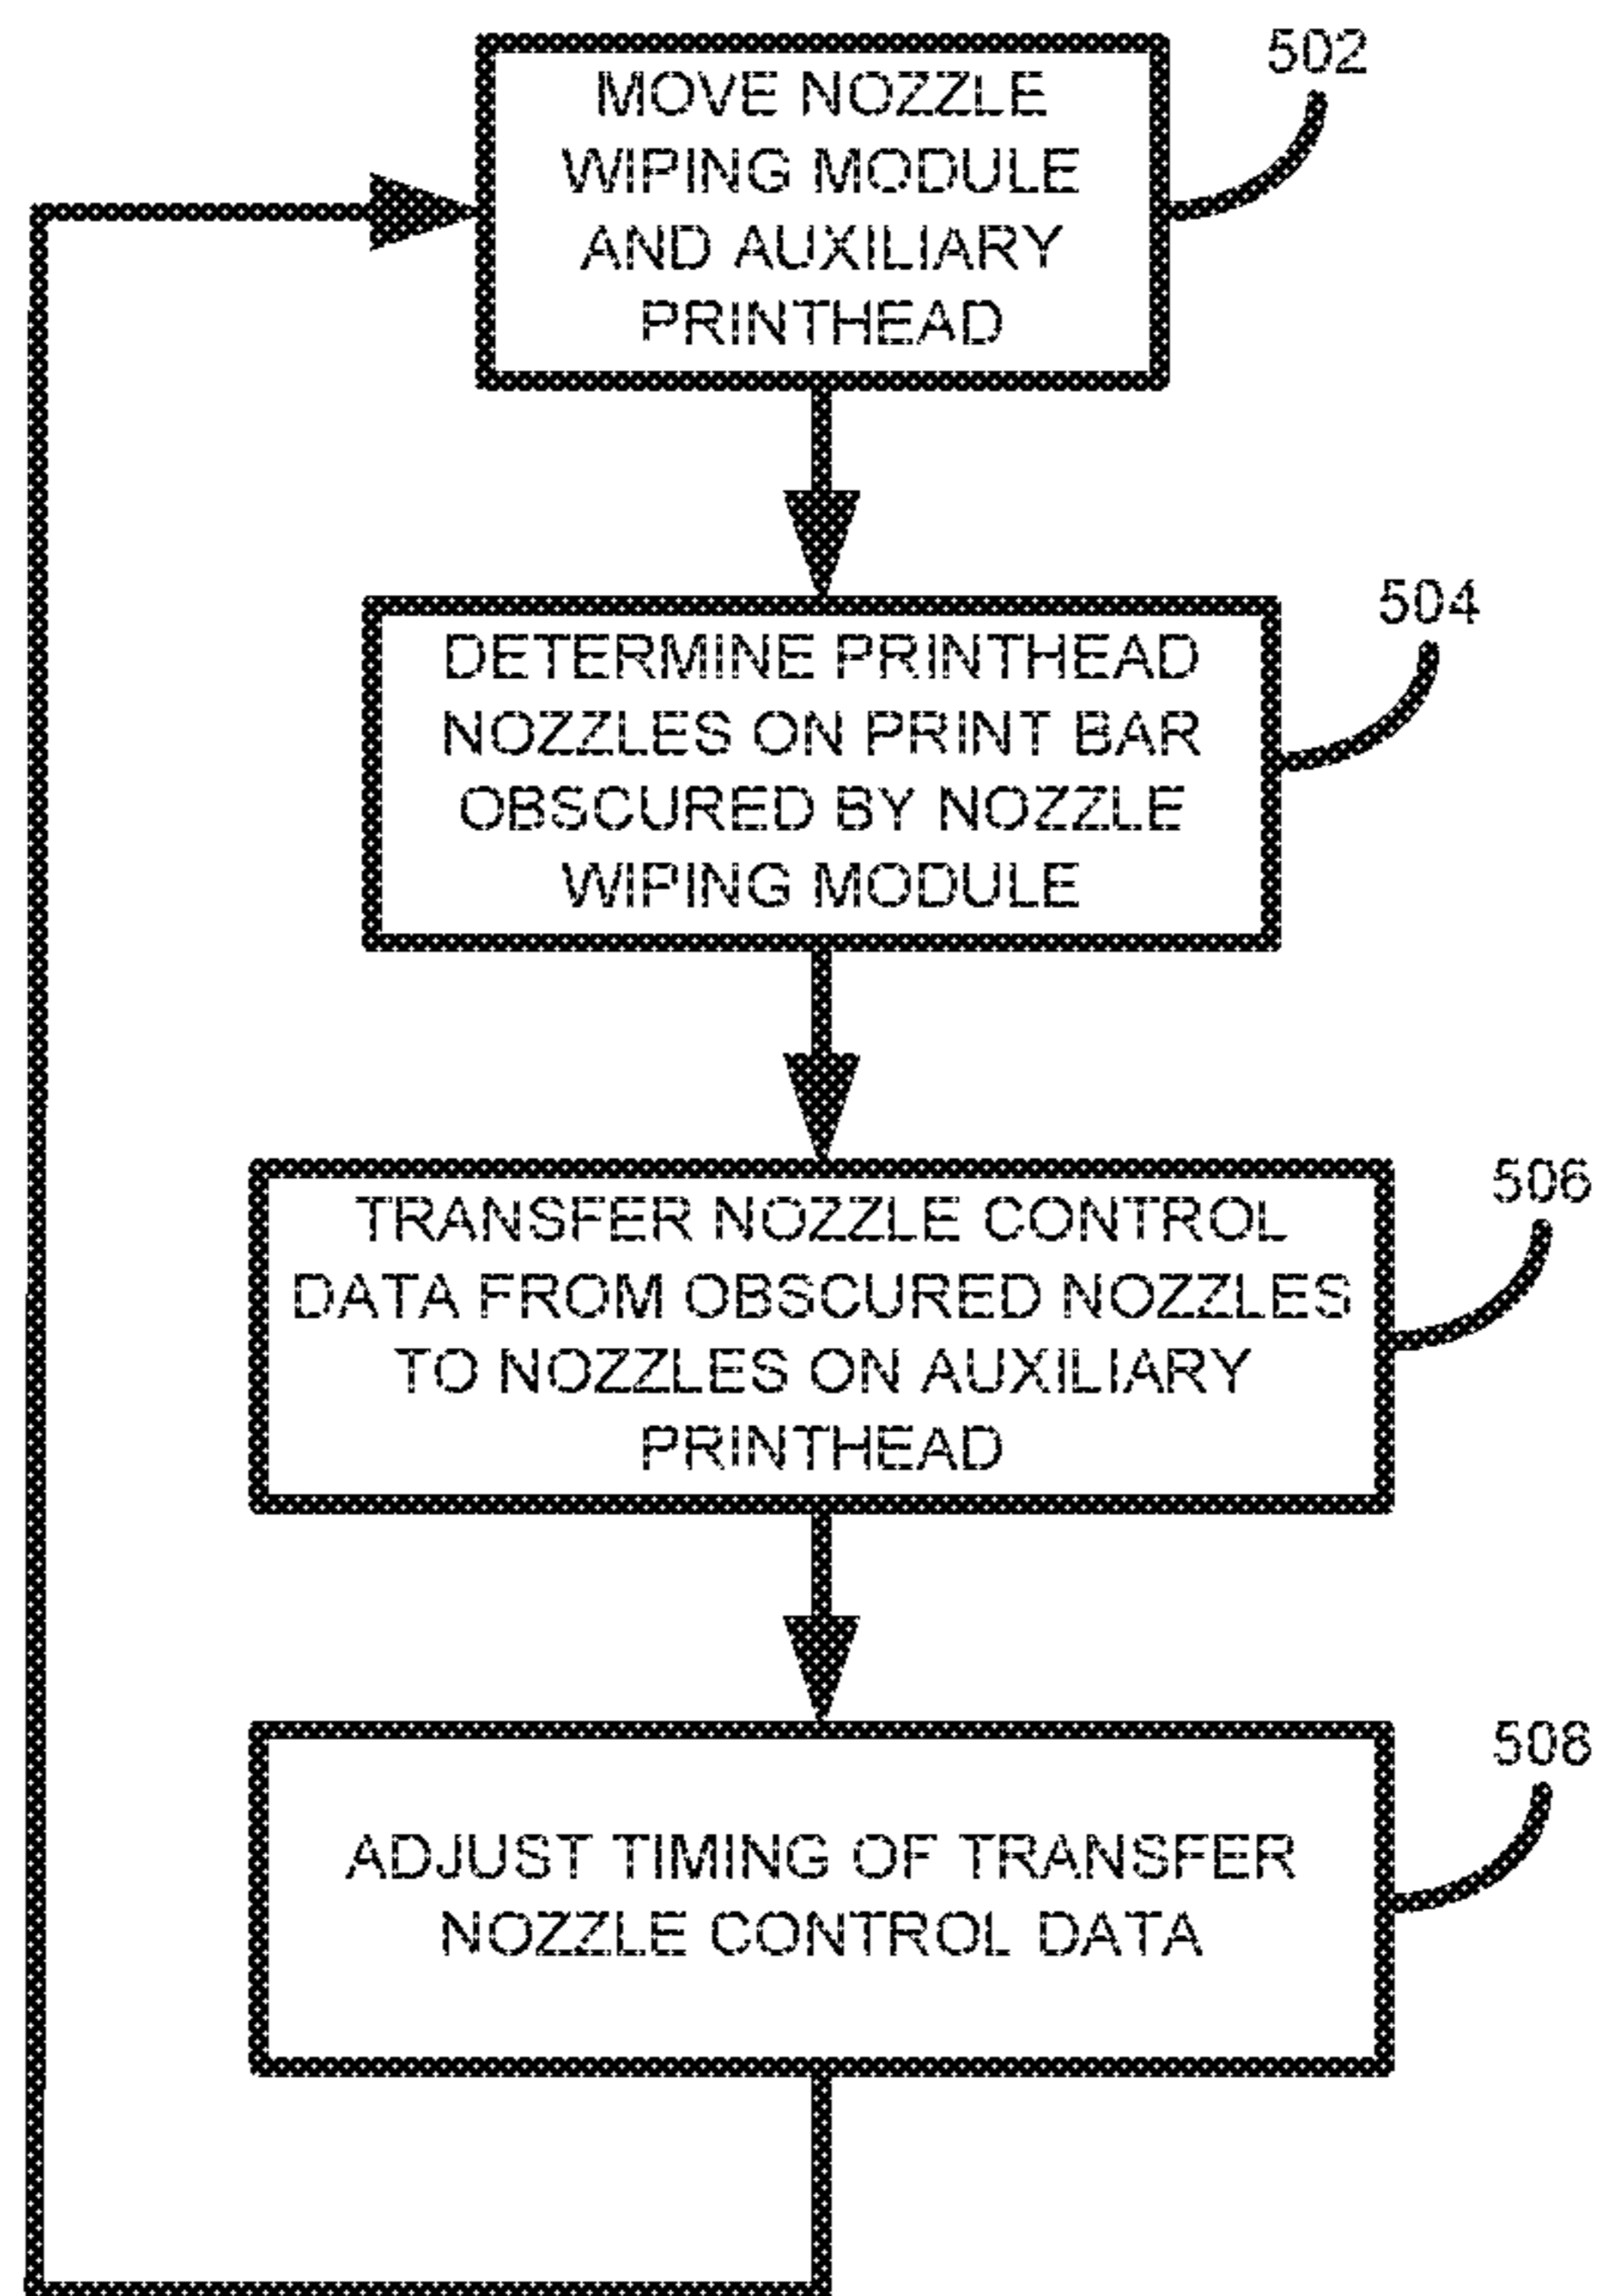 502
MOVE NOZZLE
WIPING MODULE
AND AUXILIARY
PRINTHEAD
504
DETERMINE PRINTHEAD
NOZZLES ON PRINT BAR
OBSCURED BY NOZZLE
WIPING MODULE
506
TRANSFER NOZZLE CONTROL
DATA FROM OBSCURED NOZZLES
TO NOZZLES ON AUXILIARY
PRINTHEAD
508
ADJUST TIMING OF TRANSFER
NOZZLE CONTROL DATA